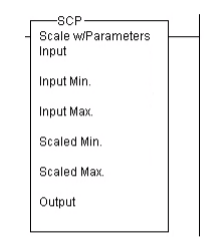 SCP
Scale w/Parameters
Input
Input Min.
Input Max.
Scaled Min.
Scaled Max.
Output